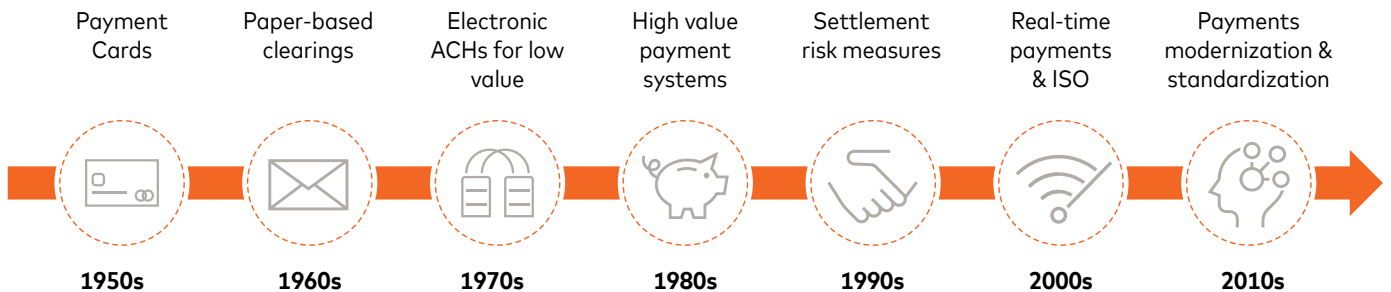 Payment
Cards
Paper-based
clearings
Electronic
ACHs for low
value
High value
payment
systems
Settlement
risk measures
Real-time
payments
& ISO
Payments
modernization &
standardization
1950s
1960s
1970s
1980s
1990s
2000s
2010s